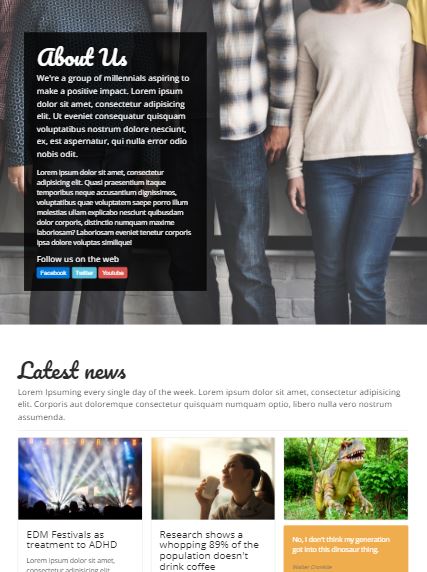 About Us
We're a group of millennials aspiring to
make a positive impact. Lorem ipsum
dolor sit amet, consectetur adipisicing
elit. Ut eveniet consequatur quisquam
voluptatibus nostrum dolore nesciunt,
ex, est aspernatur, qui nulla error odio
nobis odit.
Lorem ipsum dolor sit amet, consectetur
adipisicing elit. Quasi praesentium itaque
temporibus neque accusantium dignissimos,
voluptatibus quae voluptatem saepe porro illum
molestias ullam explicabo nesciunt quibusdam
dolor corporis, distinctio numquam maxime
laboriosam? Laboriosam eveniet tenetur corporis
ipsa dolore voluptas similique!
Follow us on the web
Facebook Twitter Youtube
Latest news
Lorem Ipsuming every single day of the week. Lorem ipsum dolor sit amet, consectetur adipisicing
elit. Corporis aut doloremque consectetur quisquam numquam optio, libero nulla vero nostrum
assumenda.
EDM Festivals as
treatment to ADHD
Lorem ipsum dolor sit amet,
consectetur adipisicing elit.
Research shows a
whopping 89% of the
population doesn't
drink coffee
No, I don't think my generation
got into this dinosaur thing.
Walter Cronkite